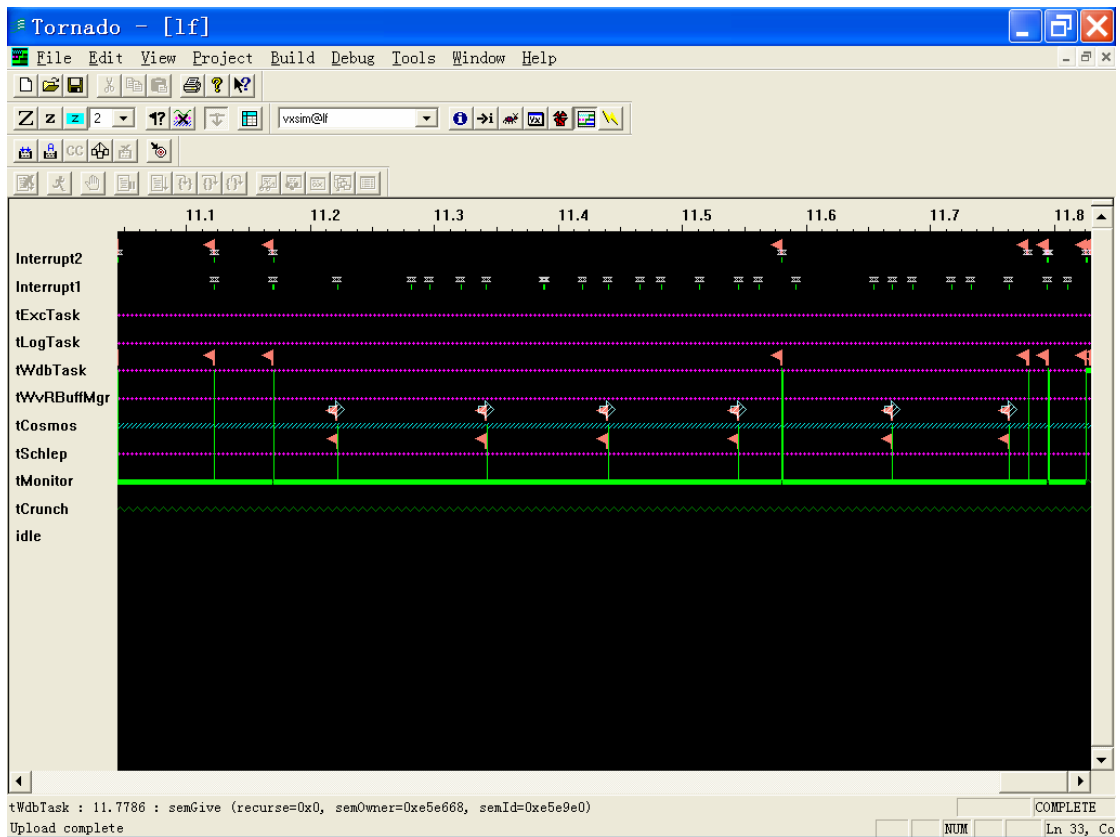 Tornado - [lf]
File Edit View Project Build Debug Tools Window Help
Z z z 2 vxsim@lf
CC
11.1 11.2 11.3 11.4 11.5 11.6 11.7 11.8
Interrupt2
Interrupt1
tExcTask
tLogTask
tWdbTask
tWvRBuffMgr
tCosmos
tSchlep
tMonitor
tCrunch
idle
tWdbTask : 11.7786 : semGive (recurse=0x0, semOwner=0xe5e668, semId=0xe5e9e0) COMPLETE
Upload complete NUM Ln 33, Co